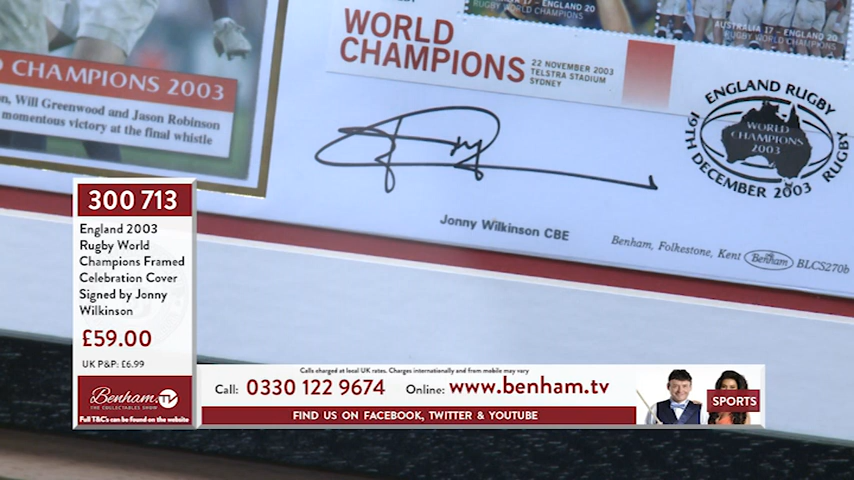 RUGBY WORLD CHAMPIONS
AUSTRALIA 17 - ENGLAND 20
RUGBY WORLD CHAMPIONS 2003
WORLD
CHAMPIONS
22 NOVEMBER 2003
TELSTRA STADIUM
SYDNEY
CHAMPIONS 2003
Will Greenwood and Jason Robinson
momentous victory at the final whistle
ENGLAND RUGBY
WORLD
CHAMPIONS
2003
19TH DECEMBER 2003 RUGBY
Jonny Wilkinson CBE
Benham, Folkestone, Kent Benham BLCS270b
300 713
England 2003
Rugby World
Champions Framed
Celebration Cover
Signed by Jonny
Wilkinson
£59.00
UK P&P: £6.99
Benham.TV
THE COLLECTABLES SHOW
Full T&C's can be found on the website
Calls charged at local UK rates. Charges internationally and from mobile may vary
Call: 0330 122 9674 Online: www.benham.tv
FIND US ON FACEBOOK, TWITTER & YOUTUBE
SPORTS